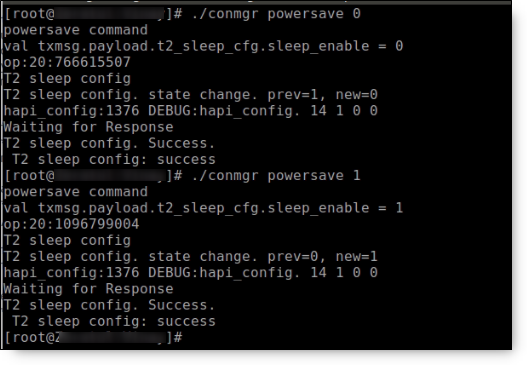 [root@ ]# ./conmgr powersave 0
powersave command
val txmsg.payload.t2_sleep_cfg.sleep_enable = 0
op:20:766615507
T2 sleep config
T2 sleep config. state change. prev=1, new=0
hapi_config:1376 DEBUG:hapi_config. 14 1 0 0
Waiting for Response
T2 sleep config. Success.
 T2 sleep config: success
[root@ ]# ./conmgr powersave 1
powersave command
val txmsg.payload.t2_sleep_cfg.sleep_enable = 1
op:20:1096799004
T2 sleep config
T2 sleep config. state change. prev=0, new=1
hapi_config:1376 DEBUG:hapi_config. 14 1 0 0
Waiting for Response
T2 sleep config. Success.
 T2 sleep config: success
[root@ ]#